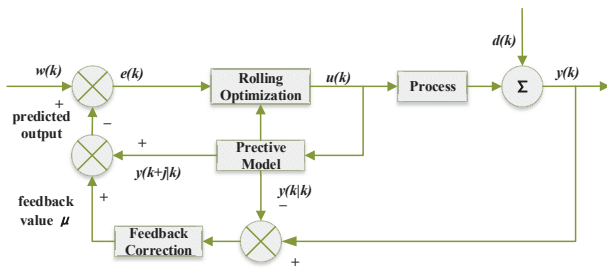 d(k)
w(k)
e(k)
Rolling
Optimization
u(k)
Process
Σ
y(k)
+
predicted
output
−
+
Prective
Model
y(k+j|k)
y(k|k)
−
feedback
value μ
+
Feedback
Correction
+